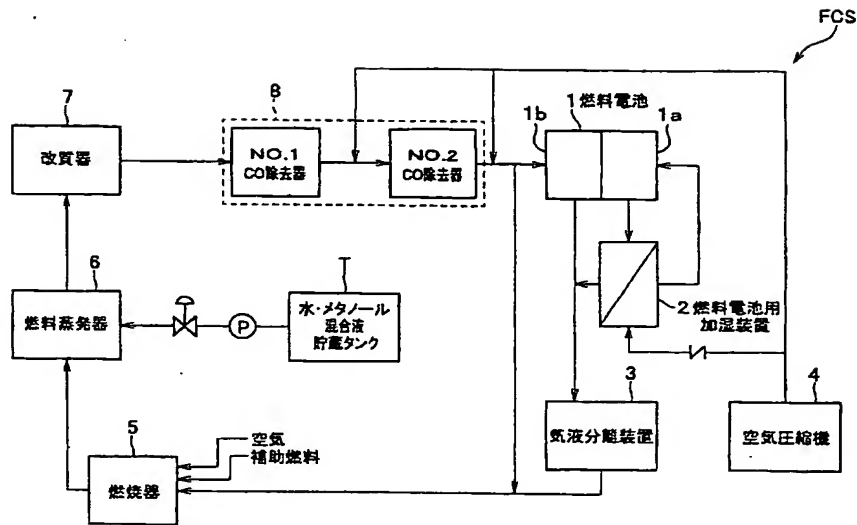 FCS
7
改質器
8
NO.1
CO除去器
NO.2
CO除去器
1燃料電池
1b
1a
6
燃料蒸発器
P
T
水・メタノール
混合液
貯蔵タンク
2燃料電池用
加湿装置
3
気液分離装置
4
空気圧縮機
5
燃焼器
空気
補助燃料